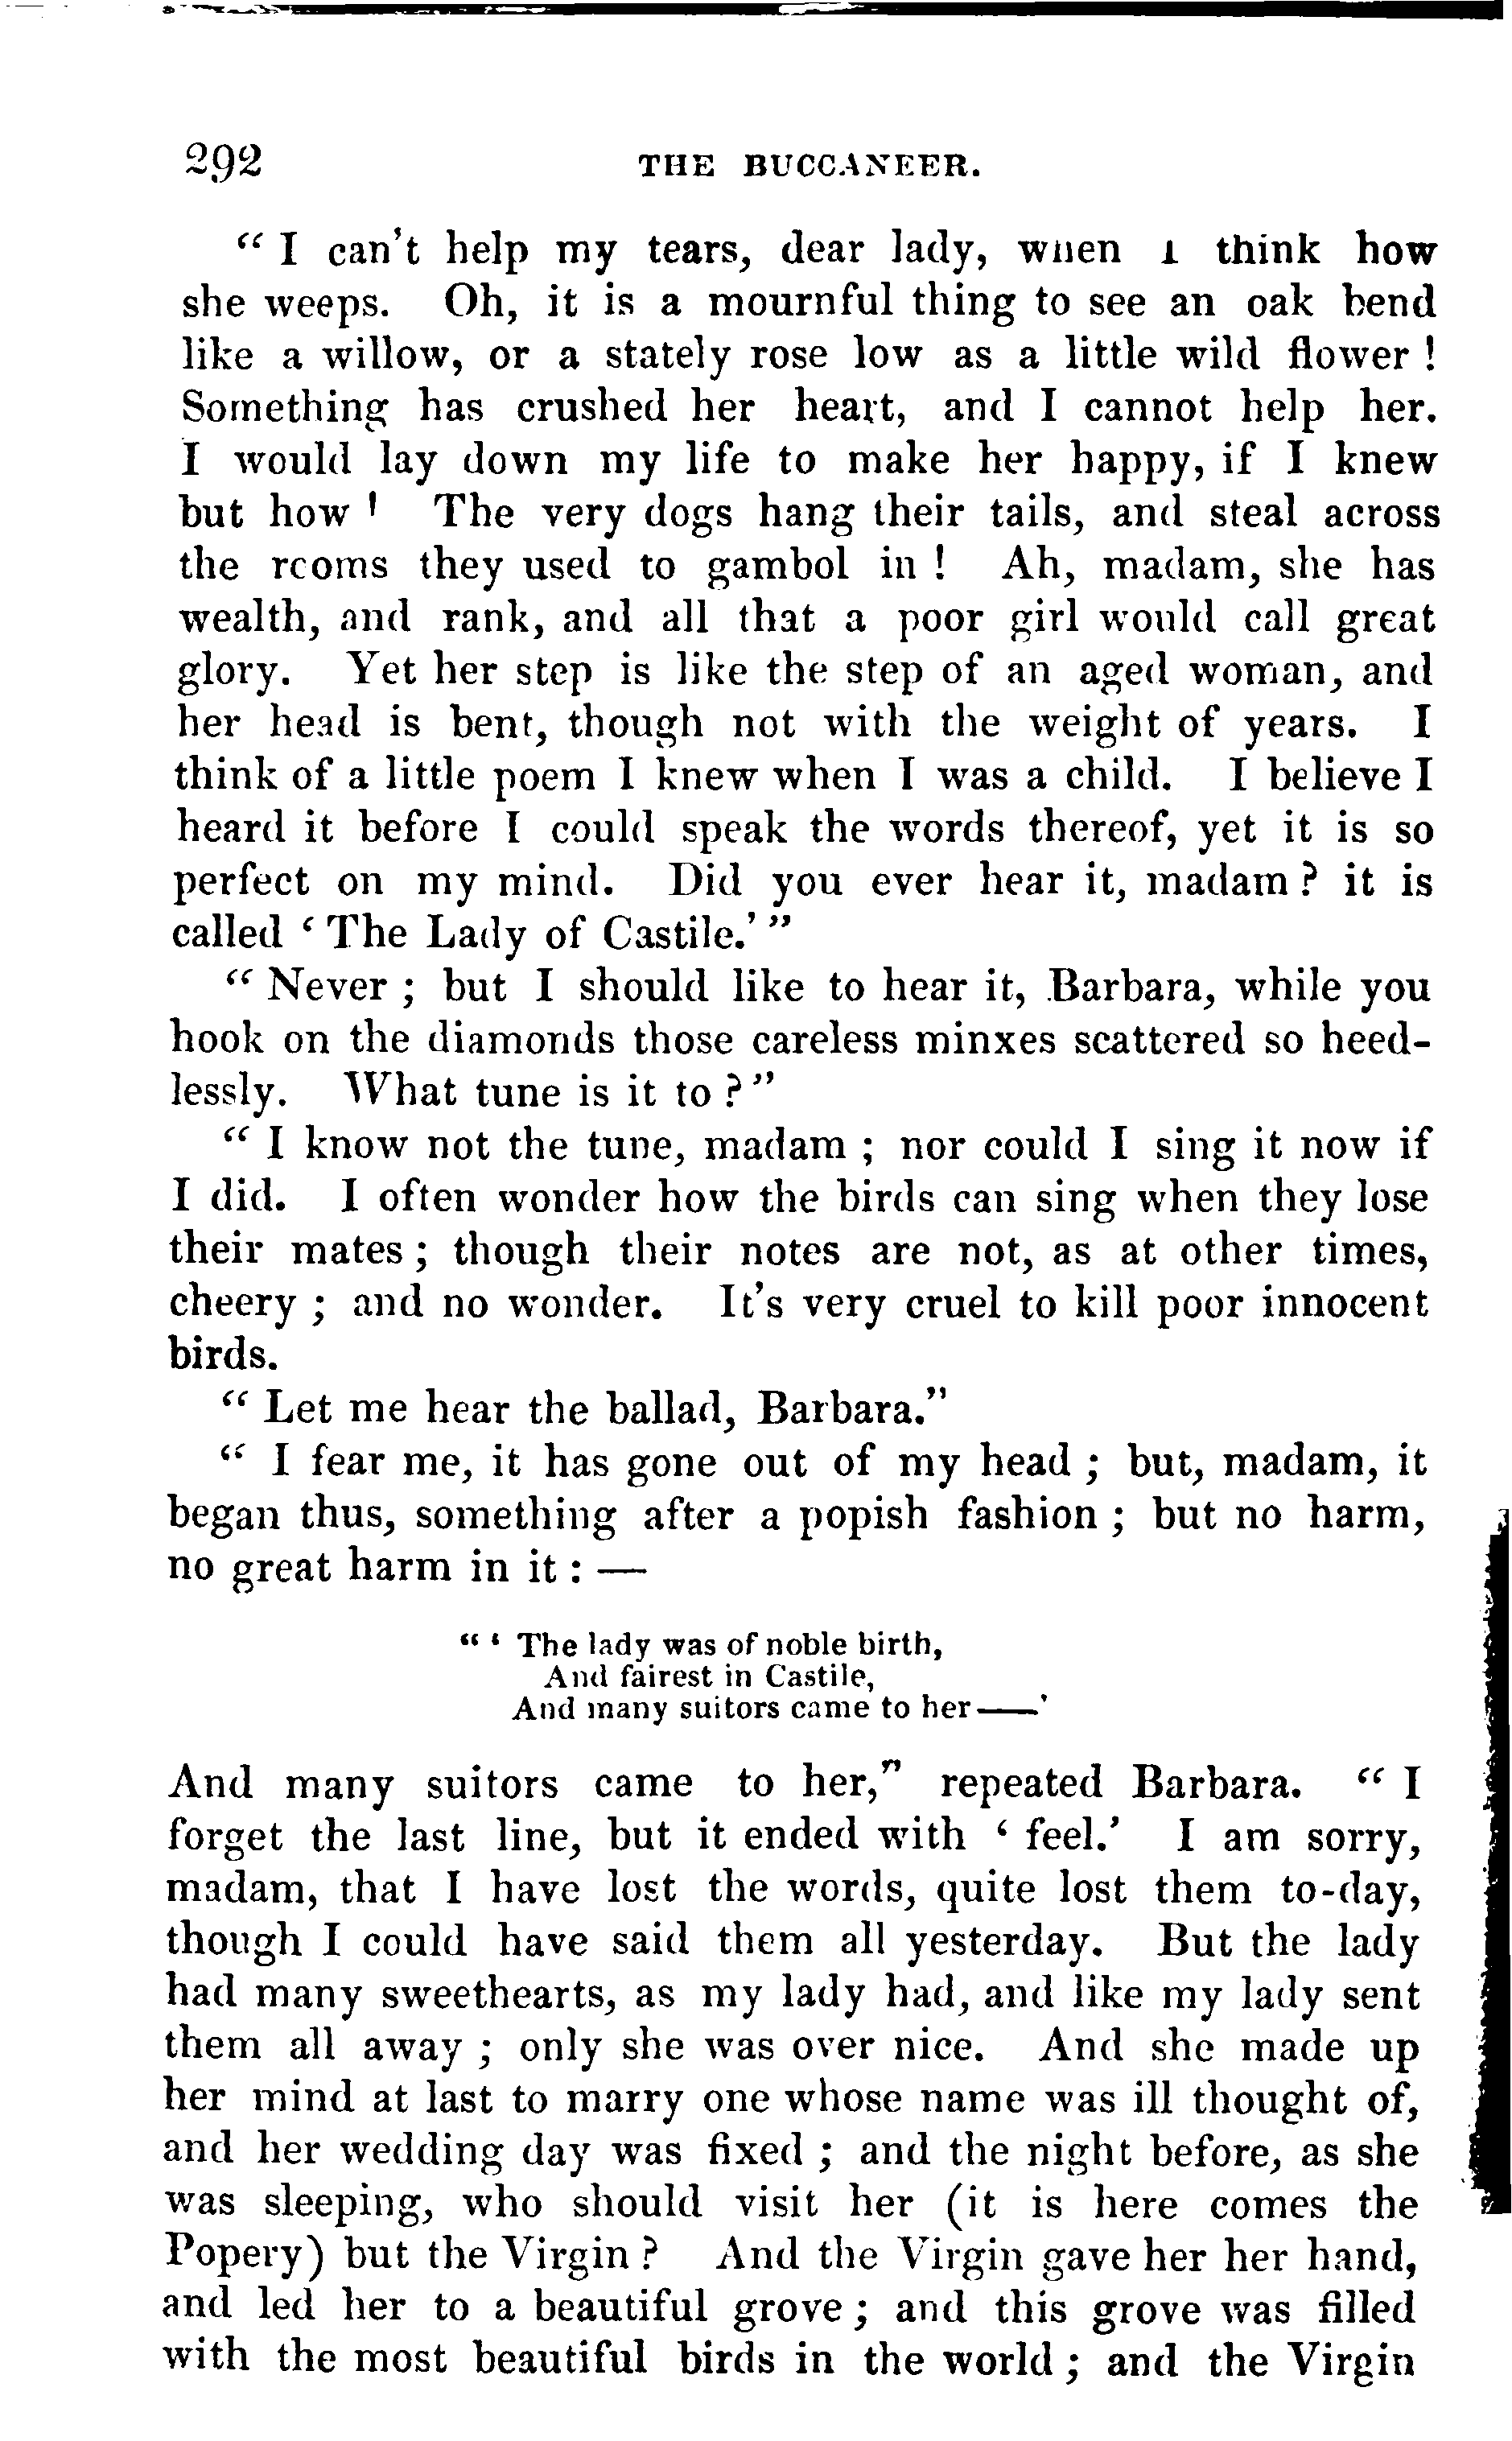 292 THE BUCCANEER.
“ I can't help my tears, dear lady, when I think how
she weeps. Oh, it is a mournful thing to see an oak bend
like a willow, or a stately rose low as a little wild flower !
Something has crushed her heart, and I cannot help her.
I would lay down my life to make her happy, if I knew
but how ! The very dogs hang their tails, and steal across
the rooms they used to gambol in ! Ah, madam, she has
wealth, and rank, and all that a poor girl would call great
glory. Yet her step is like the step of an aged woman, and
her head is bent, though not with the weight of years. I
think of a little poem I knew when I was a child. I believe I
heard it before I could speak the words thereof, yet it is so
perfect on my mind. Did you ever hear it, madam ? it is
called ‘ The Lady of Castile.’ ”
“ Never ; but I should like to hear it, Barbara, while you
hook on the diamonds those careless minxes scattered so heed-
lessly. What tune is it to ? ”
“ I know not the tune, madam ; nor could I sing it now if
I did. I often wonder how the birds can sing when they lose
their mates ; though their notes are not, as at other times,
cheery ; and no wonder. It's very cruel to kill poor innocent
birds.
“ Let me hear the ballad, Barbara.”
“ I fear me, it has gone out of my head ; but, madam, it
began thus, something after a popish fashion ; but no harm,
no great harm in it : —
“ ‘ The lady was of noble birth,
And fairest in Castile,
And many suitors came to her——’
And many suitors came to her,” repeated Barbara. “ I
forget the last line, but it ended with ‘ feel.’ I am sorry,
madam, that I have lost the words, quite lost them to-day,
though I could have said them all yesterday. But the lady
had many sweethearts, as my lady had, and like my lady sent
them all away ; only she was over nice. And she made up
her mind at last to marry one whose name was ill thought of,
and her wedding day was fixed ; and the night before, as she
was sleeping, who should visit her (it is here comes the
Popery) but the Virgin ? And the Virgin gave her her hand,
and led her to a beautiful grove ; and this grove was filled
with the most beautiful birds in the world ; and the Virgin